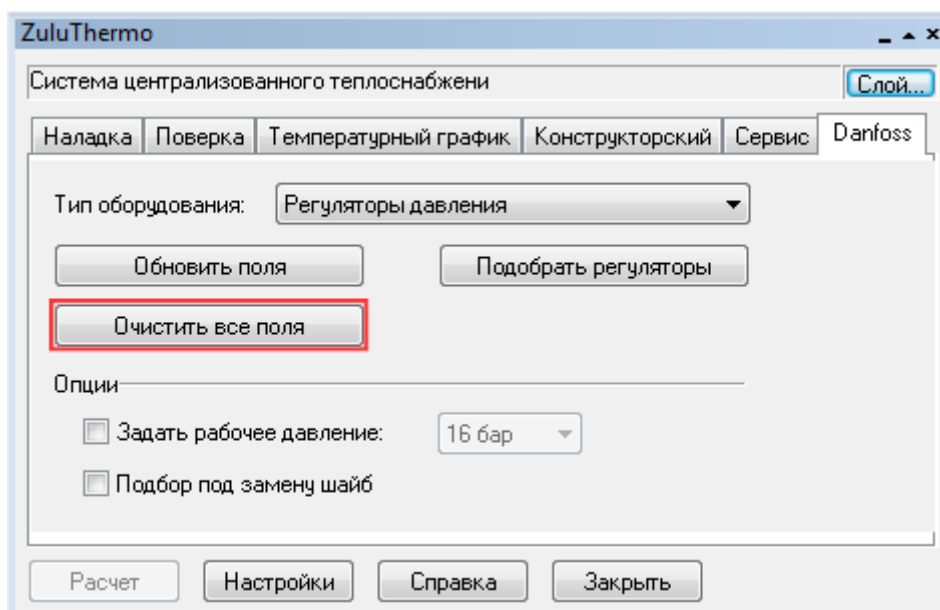 ZuluThermo
Система централизованного теплоснабжени
Слой...
Наладка Поверка Температурный график Конструкторский Сервис Danfoss
Тип оборудования: Регуляторы давления
Обновить поля Подобрать регуляторы
Очистить все поля
Опции
Задать рабочее давление: 16 бар
Подбор под замену шайб
Расчет Настройки Справка Закрыть